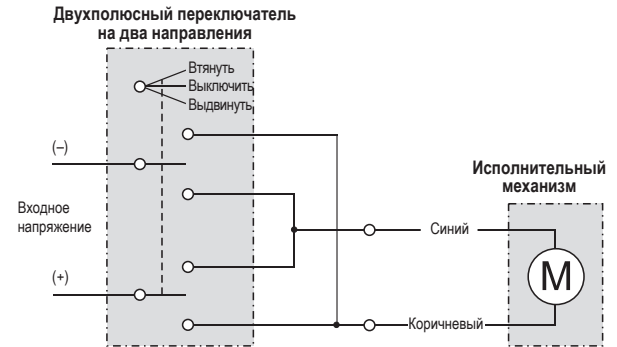 Двухполюсный переключатель
на два направления
Втянуть
Выключить
Выдвинуть
(–)
Входное
напряжение
(+)
Исполнительный
механизм
Синий
М
Коричневый